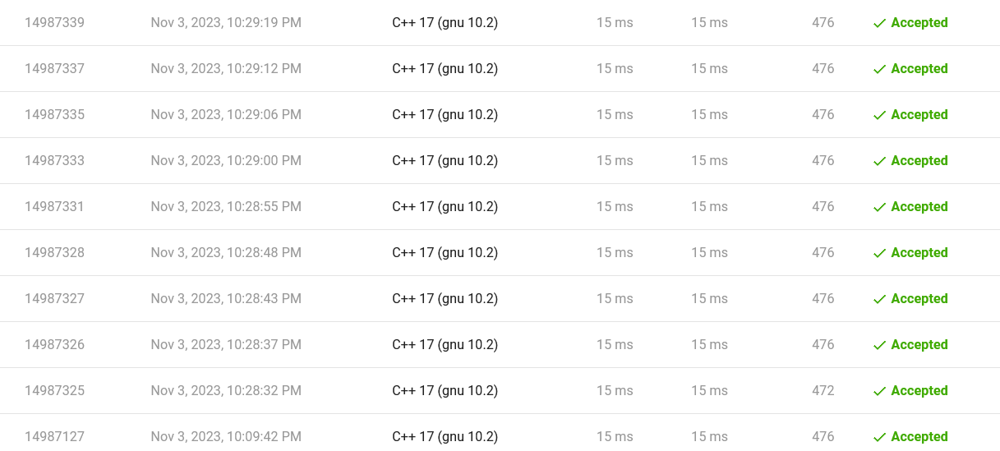 14987339 Nov 3, 2023, 10:29:19 PM C++ 17 (gnu 10.2) 15 ms 15 ms 476 Accepted
14987337 Nov 3, 2023, 10:29:12 PM C++ 17 (gnu 10.2) 15 ms 15 ms 476 Accepted
14987335 Nov 3, 2023, 10:29:06 PM C++ 17 (gnu 10.2) 15 ms 15 ms 476 Accepted
14987333 Nov 3, 2023, 10:29:00 PM C++ 17 (gnu 10.2) 15 ms 15 ms 476 Accepted
14987331 Nov 3, 2023, 10:28:55 PM C++ 17 (gnu 10.2) 15 ms 15 ms 476 Accepted
14987328 Nov 3, 2023, 10:28:48 PM C++ 17 (gnu 10.2) 15 ms 15 ms 476 Accepted
14987327 Nov 3, 2023, 10:28:43 PM C++ 17 (gnu 10.2) 15 ms 15 ms 476 Accepted
14987326 Nov 3, 2023, 10:28:37 PM C++ 17 (gnu 10.2) 15 ms 15 ms 476 Accepted
14987325 Nov 3, 2023, 10:28:32 PM C++ 17 (gnu 10.2) 15 ms 15 ms 472 Accepted
14987127 Nov 3, 2023, 10:09:42 PM C++ 17 (gnu 10.2) 15 ms 15 ms 476 Accepted